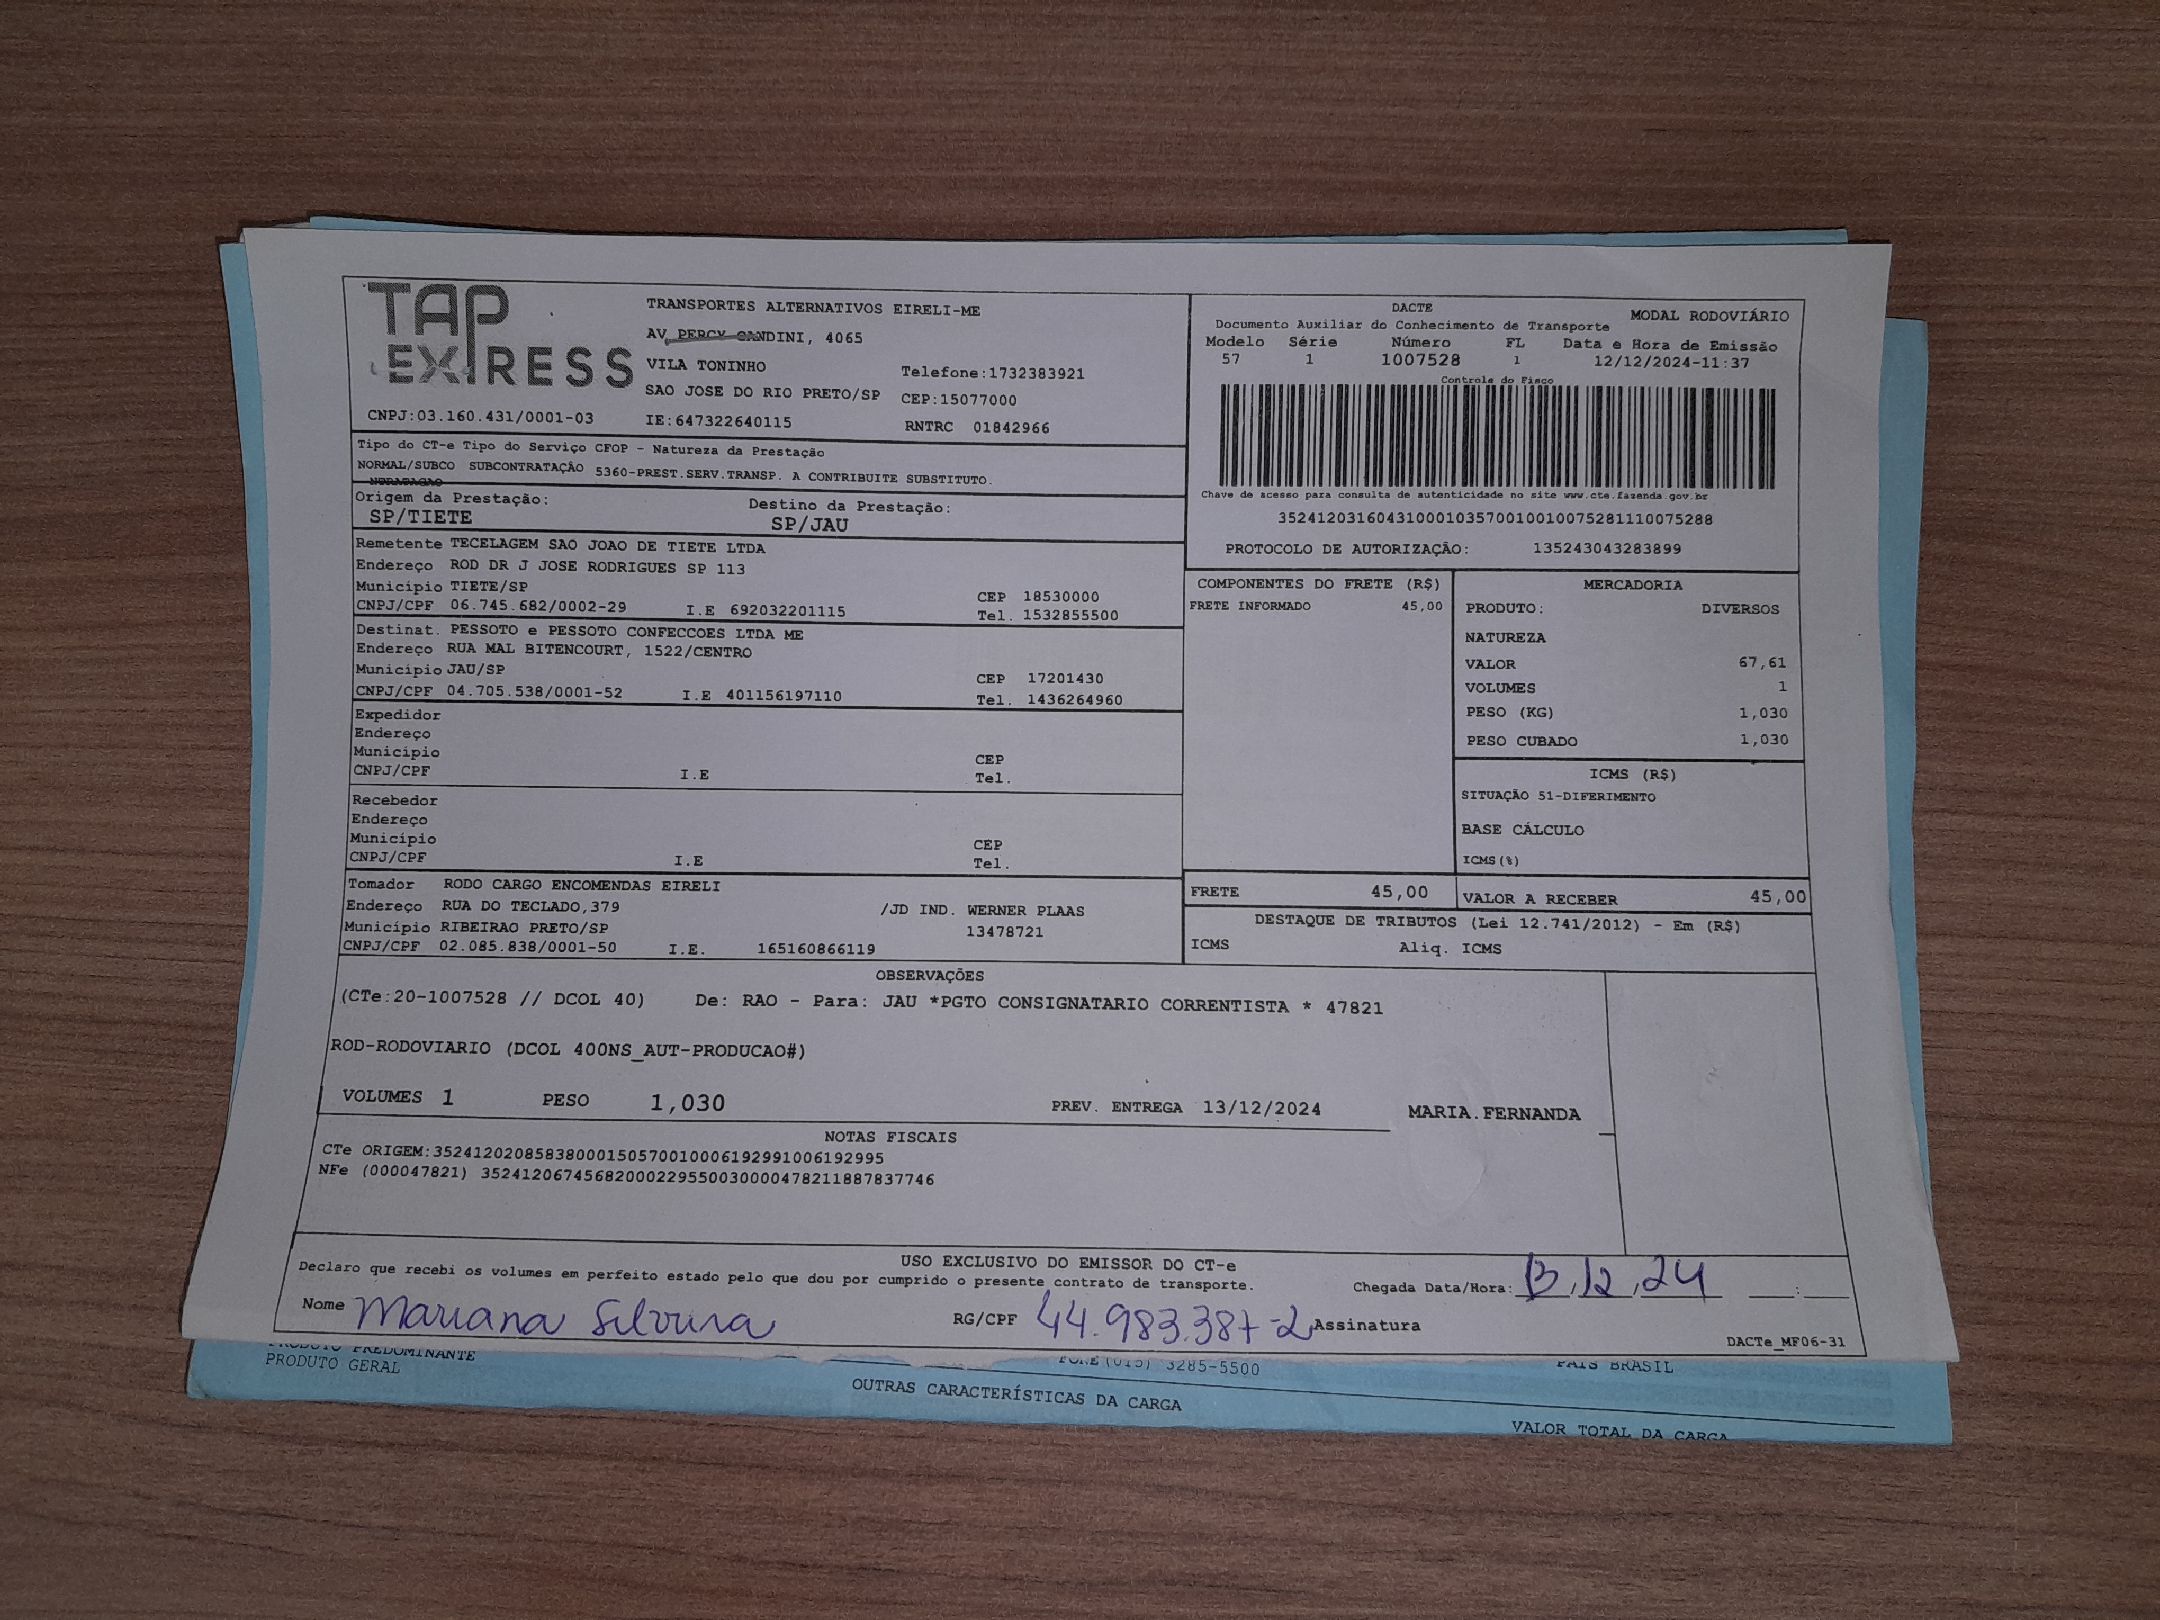 TAP EXPRESS
TRANSPORTES ALTERNATIVOS EIRELI-ME
AV PERCY GANDINI, 4065
VILA TONINHO
Telefone:1732383921
SAO JOSE DO RIO PRETO/SP CEP:15077000
CNPJ:03.160.431/0001-03 IE:647322640115 RNTRC 01842966
DACTE MODAL RODOVIÁRIO
Documento Auxiliar do Conhecimento de Transporte
Modelo Série Número FL Data e Hora de Emissão
57 1 1007528 1 12/12/2024-11:37
Controle do Fisco
Chave de acesso para consulta de autenticidade no site www.cte.fazenda.gov.br
35241203160431000103570010010075281110075288
PROTOCOLO DE AUTORIZAÇÃO: 135243043283899
Tipo do CT-e Tipo do Serviço CFOP - Natureza da Prestação
NORMAL/SUBCO SUBCONTRATAÇÃO 5360-PREST.SERV.TRANSP. A CONTRIBUITE SUBSTITUTO.
Origem da Prestação: Destino da Prestação:
SP/TIETE SP/JAU
Remetente TECELAGEM SAO JOAO DE TIETE LTDA
Endereço ROD DR J JOSE RODRIGUES SP 113
Município TIETE/SP CEP 18530000
CNPJ/CPF 06.745.682/0002-29 I.E 692032201115 Tel. 1532855500
Destinat. PESSOTO e PESSOTO CONFECCOES LTDA ME
Endereço RUA MAL BITENCOURT, 1522/CENTRO
Município JAU/SP CEP 17201430
CNPJ/CPF 04.705.538/0001-52 I.E 401156197110 Tel. 1436264960
Expedidor
Endereço
Município CEP
CNPJ/CPF I.E Tel.
Recebedor
Endereço
Município CEP
CNPJ/CPF I.E Tel.
Tomador RODO CARGO ENCOMENDAS EIRELI
Endereço RUA DO TECLADO,379 /JD IND. WERNER PLAAS
Município RIBEIRAO PRETO/SP 13478721
CNPJ/CPF 02.085.838/0001-50 I.E. 165160866119
COMPONENTES DO FRETE (R$)
FRETE INFORMADO 45,00
MERCADORIA
PRODUTO: DIVERSOS
NATUREZA
VALOR 67,61
VOLUMES 1
PESO (KG) 1,030
PESO CUBADO 1,030
ICMS (R$)
SITUAÇÃO 51-DIFERIMENTO
BASE CÁLCULO
ICMS(%)
FRETE 45,00 VALOR A RECEBER 45,00
DESTAQUE DE TRIBUTOS (Lei 12.741/2012) - Em (R$)
ICMS Aliq. ICMS
OBSERVAÇÕES
(CTe:20-1007528 // DCOL 40) De: RAO - Para: JAU *PGTO CONSIGNATARIO CORRENTISTA * 47821
ROD-RODOVIARIO (DCOL 400NS_AUT-PRODUCAO#)
VOLUMES 1 PESO 1,030 PREV. ENTREGA 13/12/2024 MARIA.FERNANDA
NOTAS FISCAIS
CTe ORIGEM:35241202085838000150570010006192991006192995
NFe (000047821) 35241206745682000229550030000478211887837746
USO EXCLUSIVO DO EMISSOR DO CT-e
Declaro que recebi os volumes em perfeito estado pelo que dou por cumprido o presente contrato de transporte. Chegada Data/Hora: 13,12,24 :
Nome Mariana Silveira RG/CPF 44.983.387-2 Assinatura
DACTe_MF06-31
PRODUTO PREDOMINANTE
PRODUTO GERAL FONE(015) 3285-5500 PAIS BRASIL
OUTRAS CARACTERÍSTICAS DA CARGA
VALOR TOTAL DA CARGA